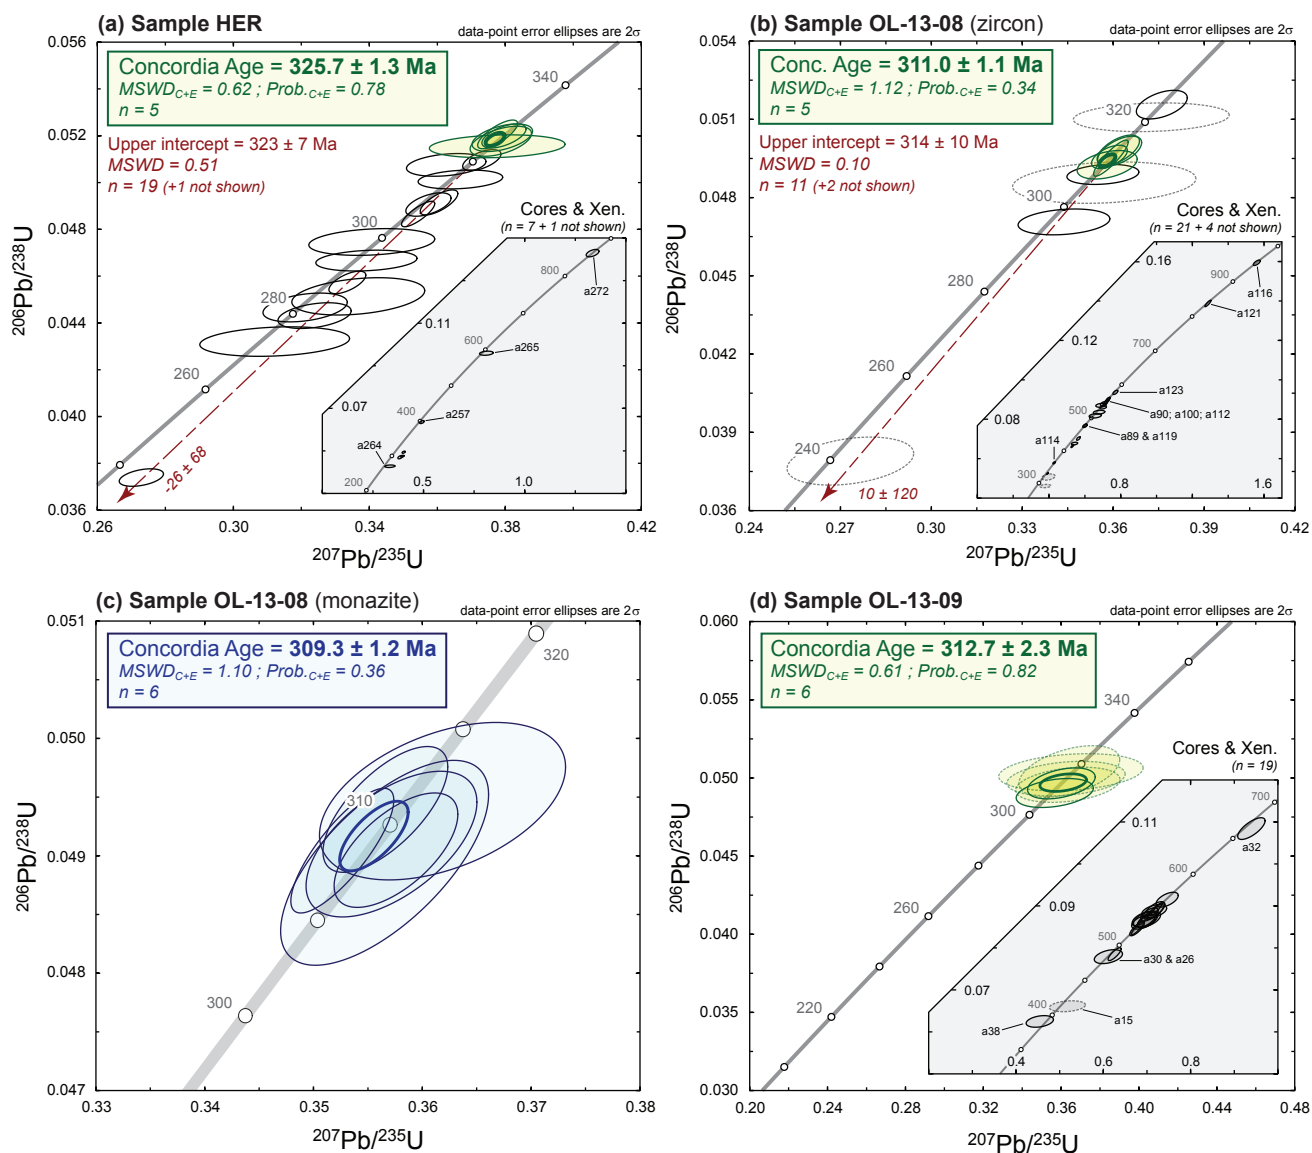 (a) Sample HER
data-point error ellipses are 2σ
Concordia Age = 325.7 ± 1.3 Ma
MSWD_C+E = 0.62 ; Prob._C+E = 0.78
n = 5
Upper intercept = 323 ± 7 Ma
MSWD = 0.51
n = 19 (+1 not shown)
340
300
280
260
-26 ± 68
0.056
0.052
0.048
0.044
0.040
0.036
0.26
0.30
0.34
0.38
0.42
206Pb/238U
207Pb/235U
Cores & Xen.
(n = 7 + 1 not shown)
800
a272
0.11
600
a265
0.07
400
a257
a264
200
0.5
1.0
(b) Sample OL-13-08 (zircon)
data-point error ellipses are 2σ
Conc. Age = 311.0 ± 1.1 Ma
MSWD_C+E = 1.12 ; Prob._C+E = 0.34
n = 5
Upper intercept = 314 ± 10 Ma
MSWD = 0.10
n = 11 (+2 not shown)
320
300
280
260
240
10 ± 120
0.054
0.051
0.048
0.045
0.042
0.039
0.036
0.24
0.27
0.30
0.33
0.36
0.39
0.42
206Pb/238U
207Pb/235U
Cores & Xen.
(n = 21 + 4 not shown)
0.16
900
a116
a121
0.12
700
a123
a90; a100; a112
500
0.08
a89 & a119
a114
300
0.8
1.6
(c) Sample OL-13-08 (monazite)
data-point error ellipses are 2σ
Concordia Age = 309.3 ± 1.2 Ma
MSWD_C+E = 1.10 ; Prob._C+E = 0.36
n = 6
320
310
300
0.051
0.050
0.049
0.048
0.047
0.33
0.34
0.35
0.36
0.37
0.38
206Pb/238U
207Pb/235U
(d) Sample OL-13-09
data-point error ellipses are 2σ
Concordia Age = 312.7 ± 2.3 Ma
MSWD_C+E = 0.61 ; Prob._C+E = 0.82
n = 6
340
300
260
220
0.060
0.055
0.050
0.045
0.040
0.035
0.030
0.20
0.24
0.28
0.32
0.36
0.40
0.44
0.48
206Pb/238U
207Pb/235U
Cores & Xen.
(n = 19)
700
0.11
a32
600
0.09
500
a30 & a26
0.07
400
a38
a15
0.4
0.6
0.8